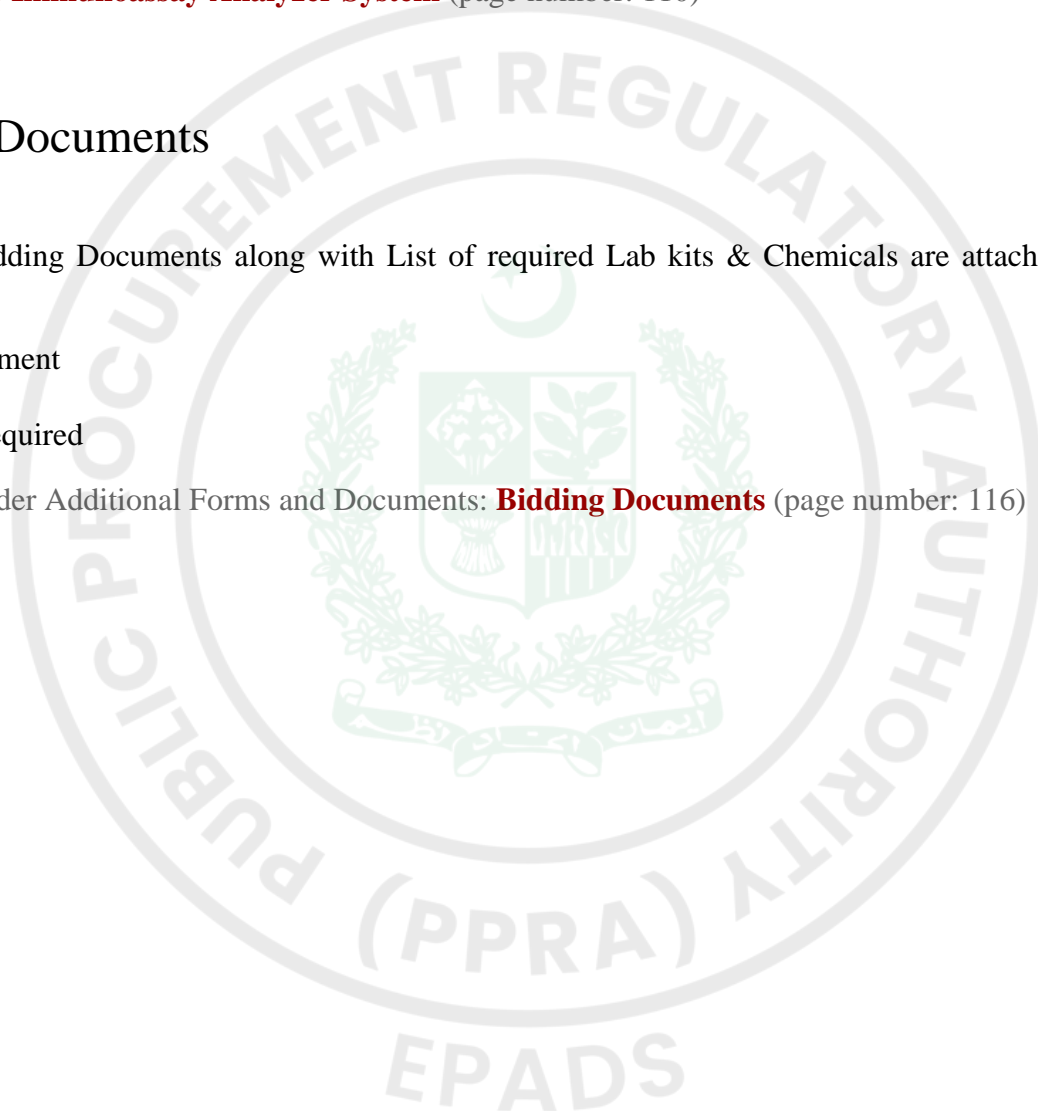 Immunoassay Analyzer System (page number: 116)
Documents
dding Documents along with List of required Lab kits & Chemicals are attach
ment
equired
der Additional Forms and Documents: Bidding Documents (page number: 116)
PUBLIC PROCUREMENT REGULATORY AUTHORITY
(PPRA)
EPADS